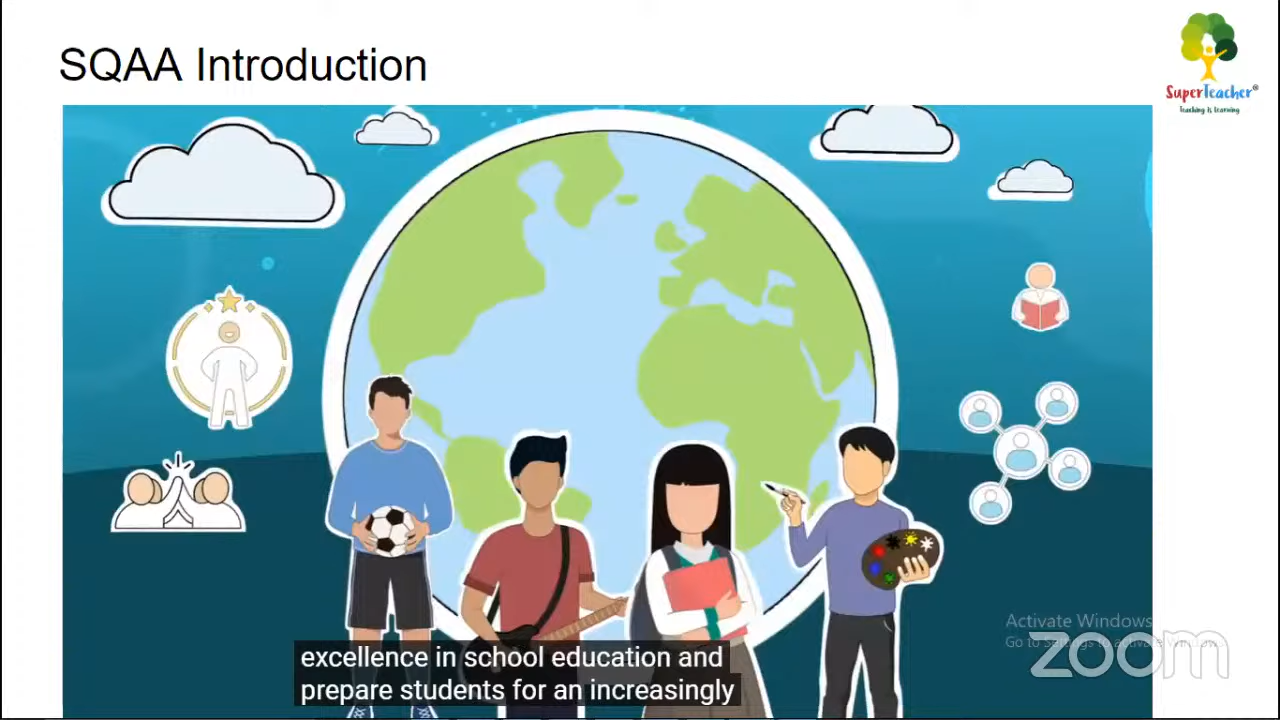 SQAA Introduction
SuperTeacher®
Teaching is Learning
excellence in school education and
prepare students for an increasingly
Activate Windows
Go to Settings to activate Windows.
zoom